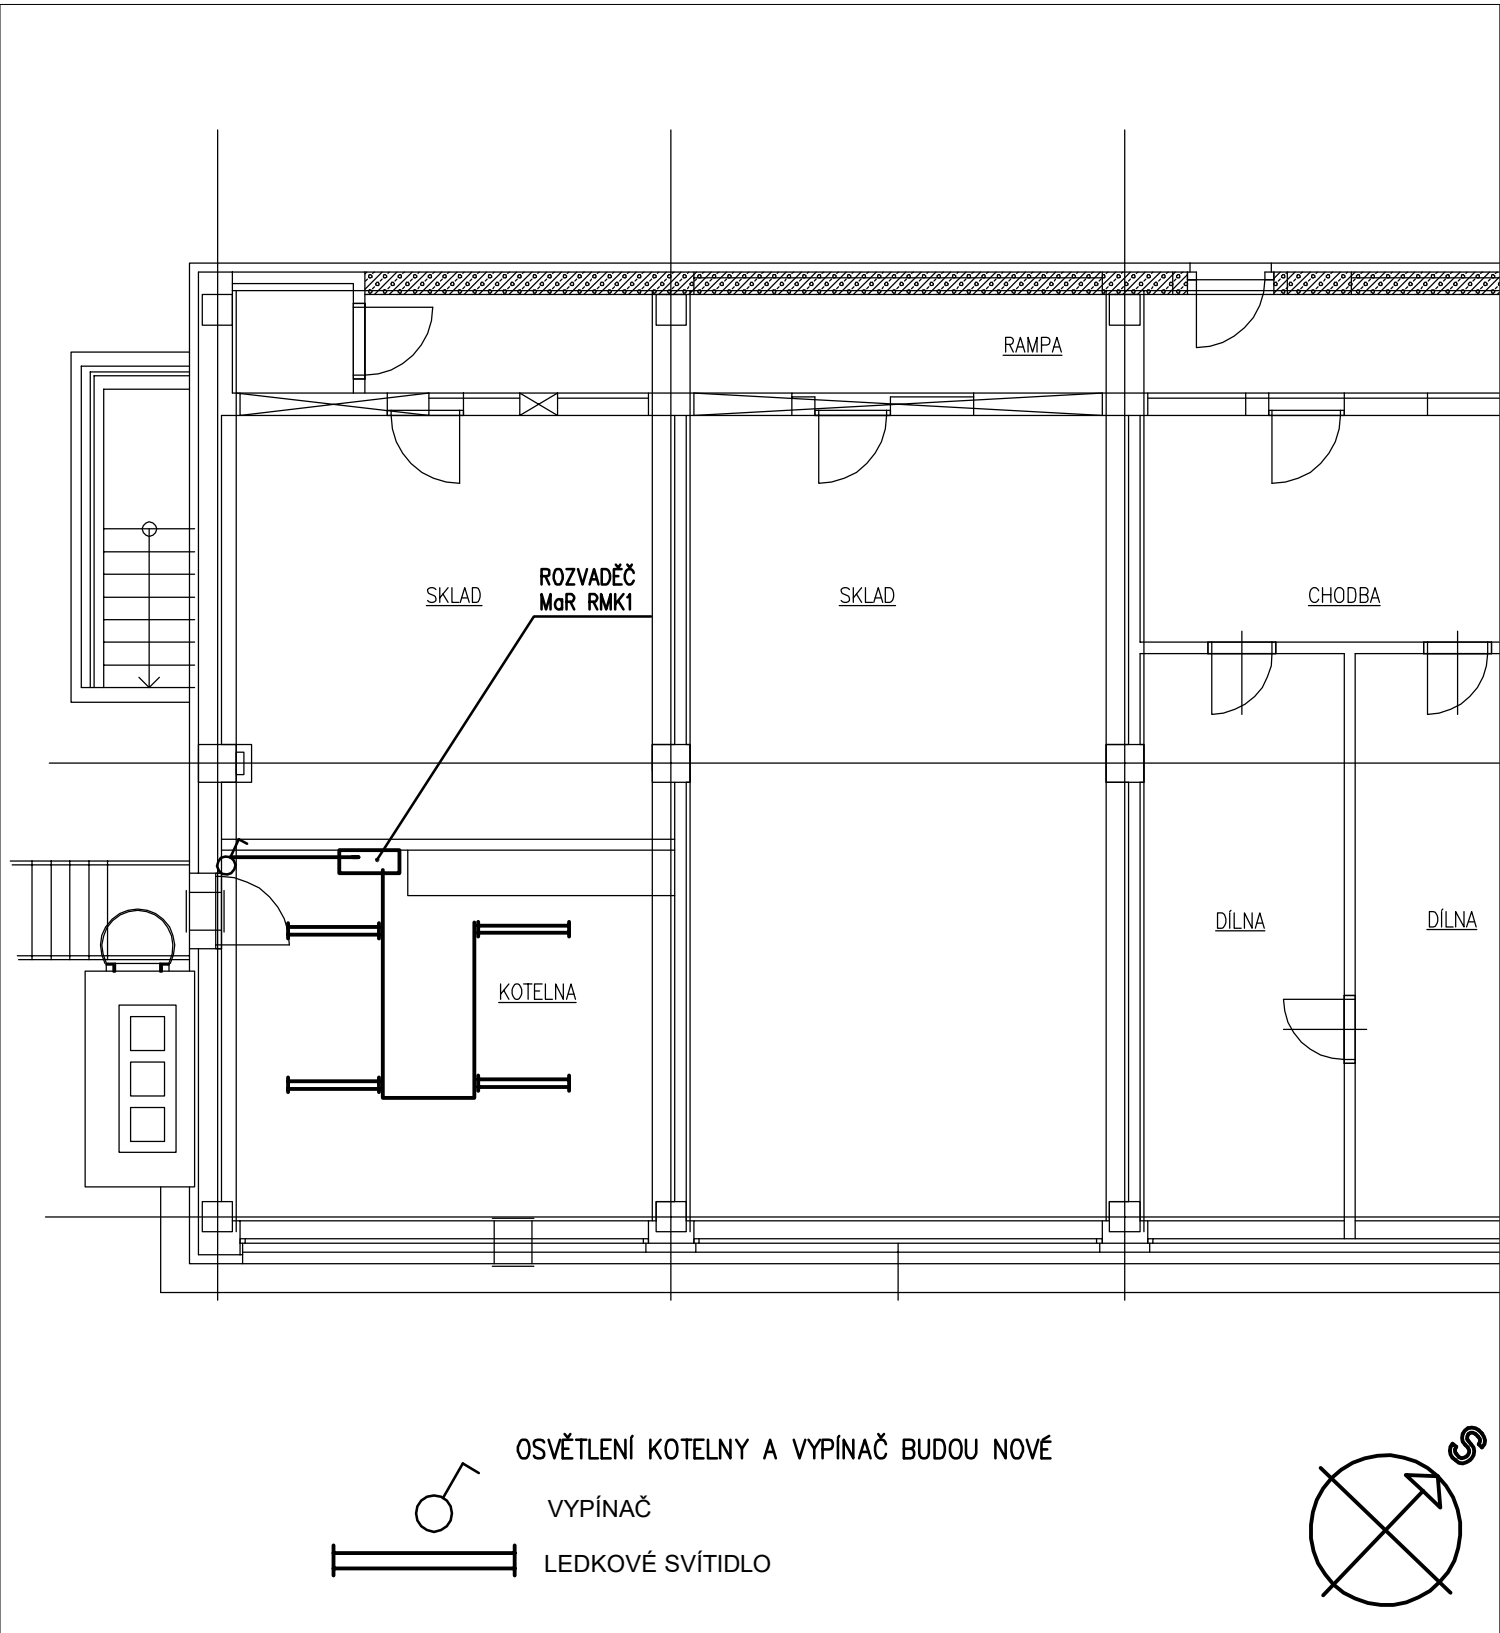 RAMPA
ROZVADĚČ
MaR RMK1
SKLAD
SKLAD
CHODBA
DÍLNA
DÍLNA
KOTELNA
OSVĚTLENÍ KOTELNY A VYPÍNAČ BUDOU NOVÉ
VYPÍNAČ
LEDKOVÉ SVÍTIDLO
S